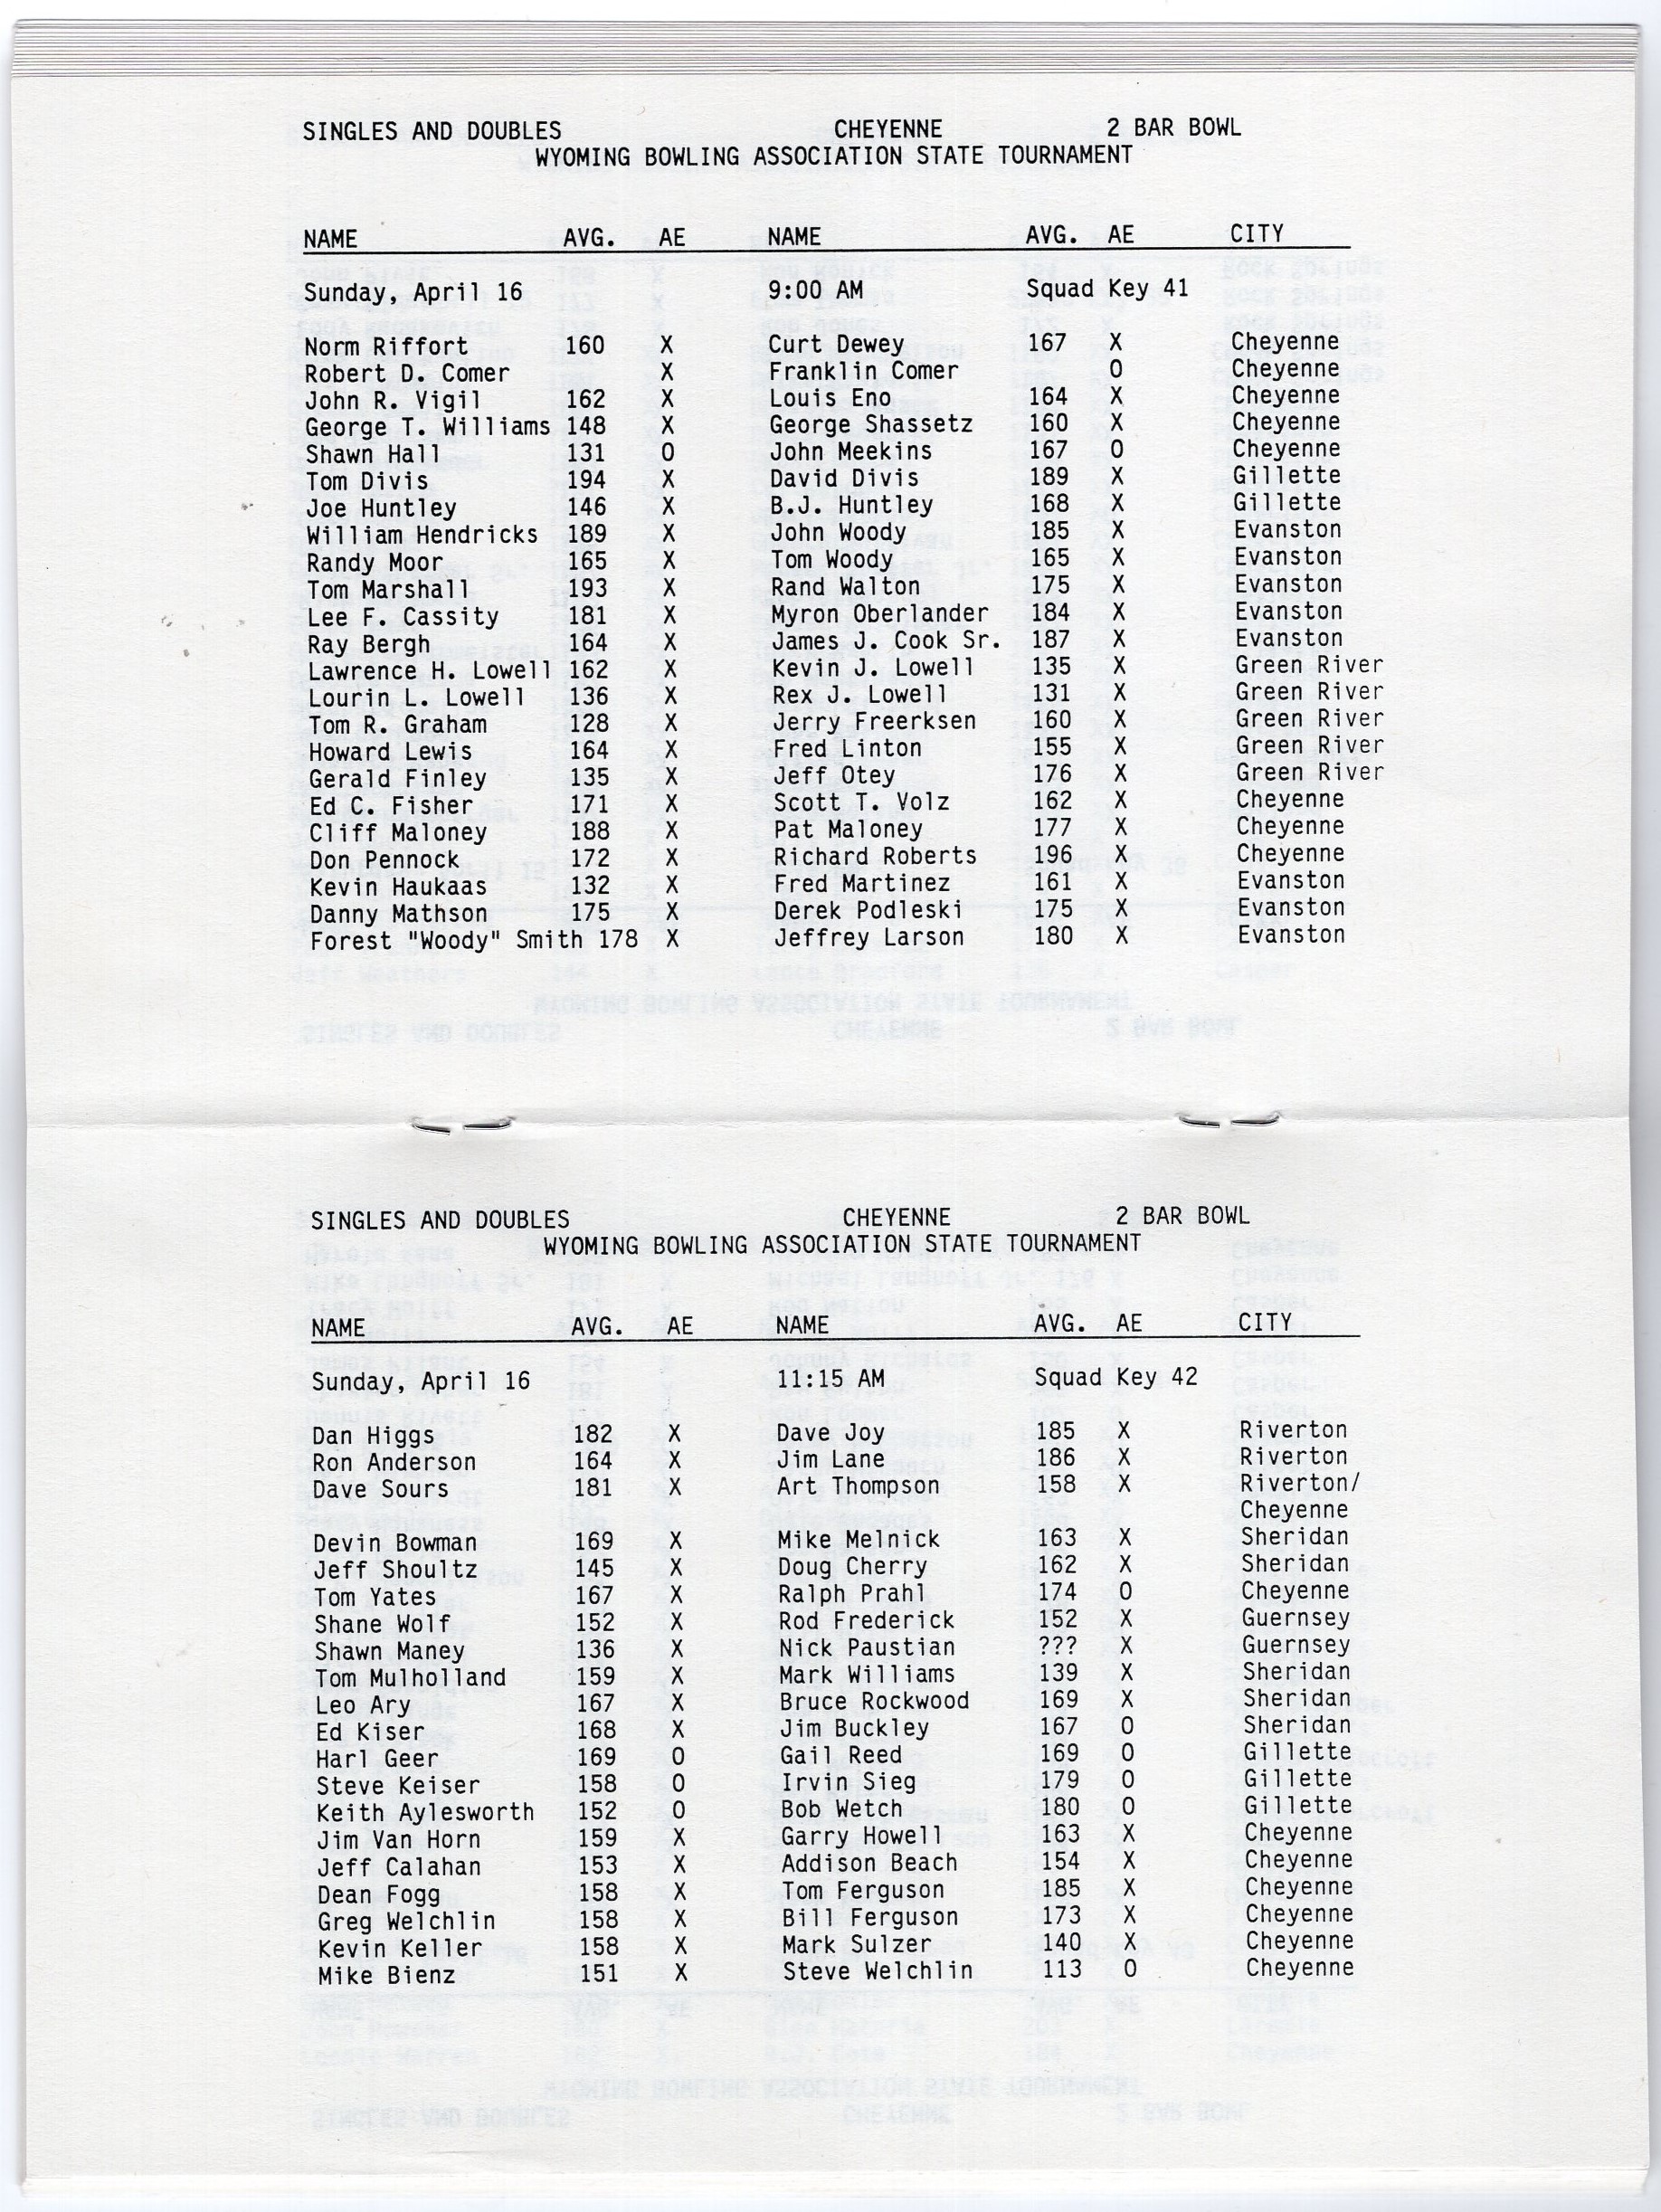 SINGLES AND DOUBLES CHEYENNE 2 BAR BOWL
WYOMING BOWLING ASSOCIATION STATE TOURNAMENT
NAME AVG. AE NAME AVG. AE CITY
Sunday, April 16 9:00 AM Squad Key 41
Norm Riffort 160 X Curt Dewey 167 X Cheyenne
Robert D. Comer X Franklin Comer O Cheyenne
John R. Vigil 162 X Louis Eno 164 X Cheyenne
George T. Williams 148 X George Shassetz 160 X Cheyenne
Shawn Hall 131 O John Meekins 167 O Cheyenne
Tom Divis 194 X David Divis 189 X Gillette
Joe Huntley 146 X B.J. Huntley 168 X Gillette
William Hendricks 189 X John Woody 185 X Evanston
Randy Moor 165 X Tom Woody 165 X Evanston
Tom Marshall 193 X Rand Walton 175 X Evanston
Lee F. Cassity 181 X Myron Oberlander 184 X Evanston
Ray Bergh 164 X James J. Cook Sr. 187 X Evanston
Lawrence H. Lowell 162 X Kevin J. Lowell 135 X Green River
Lourin L. Lowell 136 X Rex J. Lowell 131 X Green River
Tom R. Graham 128 X Jerry Freerksen 160 X Green River
Howard Lewis 164 X Fred Linton 155 X Green River
Gerald Finley 135 X Jeff Otey 176 X Green River
Ed C. Fisher 171 X Scott T. Volz 162 X Cheyenne
Cliff Maloney 188 X Pat Maloney 177 X Cheyenne
Don Pennock 172 X Richard Roberts 196 X Cheyenne
Kevin Haukaas 132 X Fred Martinez 161 X Evanston
Danny Mathson 175 X Derek Podleski 175 X Evanston
Forest "Woody" Smith 178 X Jeffrey Larson 180 X Evanston
SINGLES AND DOUBLES CHEYENNE 2 BAR BOWL
WYOMING BOWLING ASSOCIATION STATE TOURNAMENT
NAME AVG. AE NAME AVG. AE CITY
Sunday, April 16 11:15 AM Squad Key 42
Dan Higgs 182 X Dave Joy 185 X Riverton
Ron Anderson 164 X Jim Lane 186 X Riverton
Dave Sours 181 X Art Thompson 158 X Riverton/
Cheyenne
Devin Bowman 169 X Mike Melnick 163 X Sheridan
Jeff Shoultz 145 X Doug Cherry 162 X Sheridan
Tom Yates 167 X Ralph Prahl 174 O Cheyenne
Shane Wolf 152 X Rod Frederick 152 X Guernsey
Shawn Maney 136 X Nick Paustian ??? X Guernsey
Tom Mulholland 159 X Mark Williams 139 X Sheridan
Leo Ary 167 X Bruce Rockwood 169 X Sheridan
Ed Kiser 168 X Jim Buckley 167 O Sheridan
Harl Geer 169 O Gail Reed 169 O Gillette
Steve Keiser 158 O Irvin Sieg 179 O Gillette
Keith Aylesworth 152 O Bob Wetch 180 O Gillette
Jim Van Horn 159 X Garry Howell 163 X Cheyenne
Jeff Calahan 153 X Addison Beach 154 X Cheyenne
Dean Fogg 158 X Tom Ferguson 185 X Cheyenne
Greg Welchlin 158 X Bill Ferguson 173 X Cheyenne
Kevin Keller 158 X Mark Sulzer 140 X Cheyenne
Mike Bienz 151 X Steve Welchlin 113 O Cheyenne